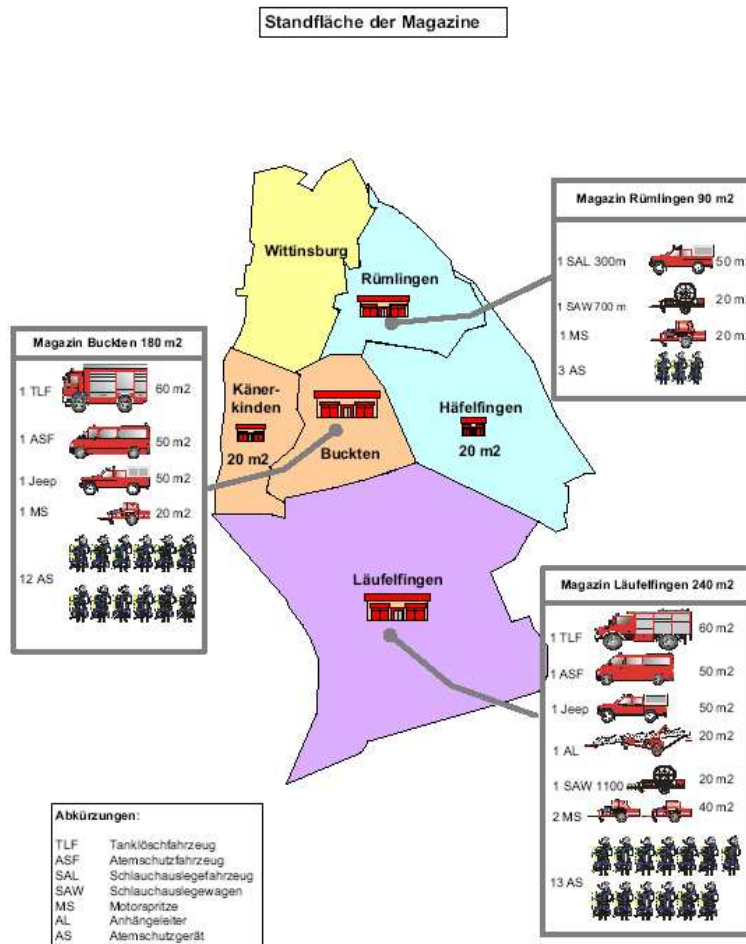 Standfläche der Magazine
Wittinsburg
Rümlingen
Magazin Rümlingen 90 m2
1 SAL 300m 50 m
1 SAW 700 m 20 m
1 MS 20 m
3 AS
Magazin Buckten 180 m2
1 TLF 60 m2
1 ASF 50 m2
1 Jeep 50 m2
1 MS 20 m2
12 AS
Käner-
kinden
20 m2
Buckten
Häfelfingen
20 m2
Läufelfingen
Magazin Läufelfingen 240 m2
1 TLF 60 m2
1 ASF 50 m2
1 Jeep 50 m2
1 AL 20 m2
1 SAW 1100 m 20 m2
2 MS 40 m2
13 AS
Abkürzungen:
TLF Tanklöschfahrzeug
ASF Atemschutzfahrzeug
SAL Schlauchauslegefahrzeug
SAW Schlauchauslegewagen
MS Motorspritze
AL Anhängeleiter
AS Atemschutzgerät